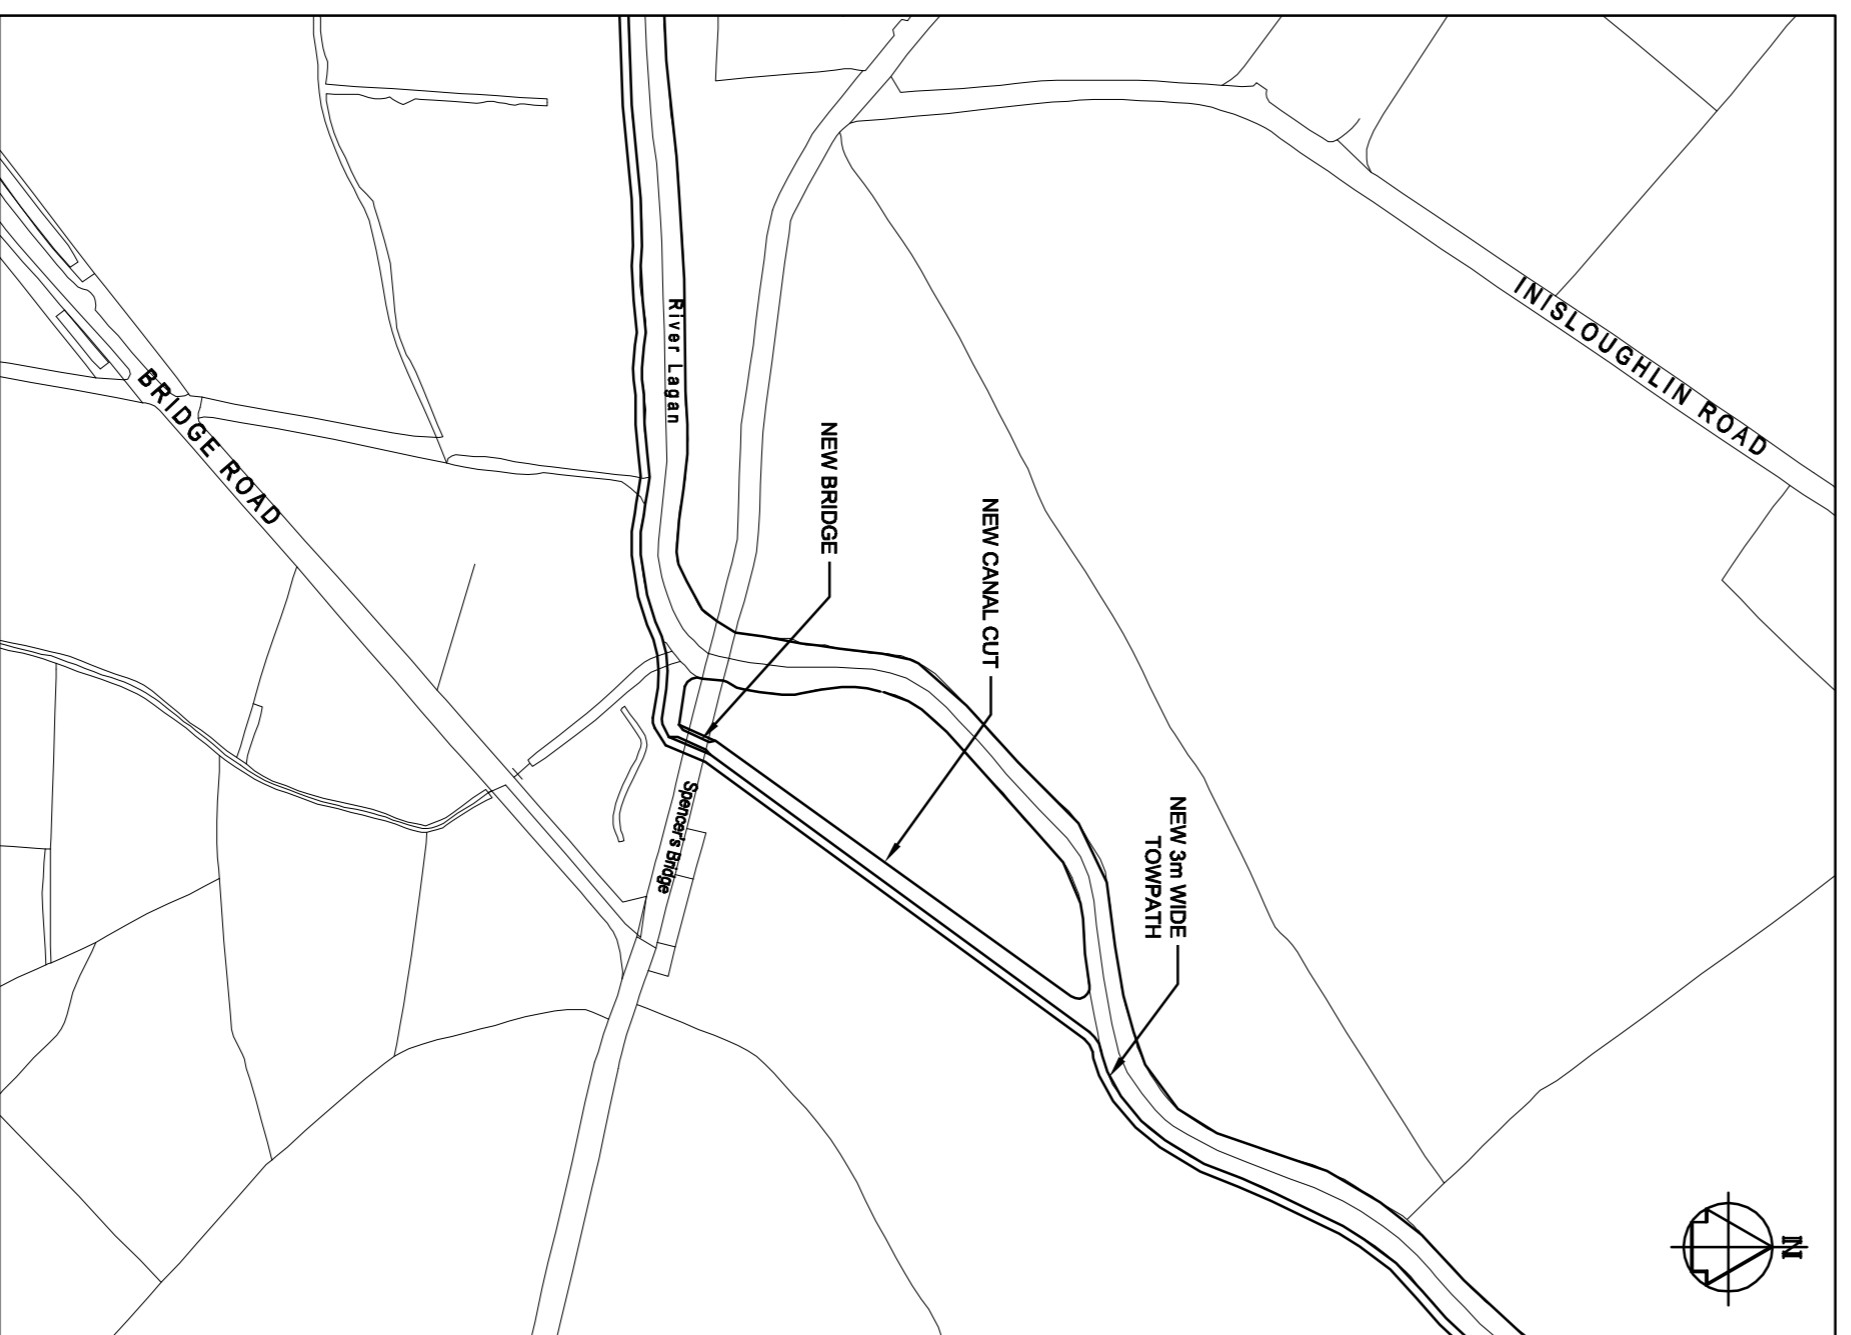 INISLOUGHLIN ROAD
N
NEW 3m WIDE
TOWPATH
NEW CANAL CUT
NEW BRIDGE
River Lagan
Spencer's Bridge
BRIDGE ROAD